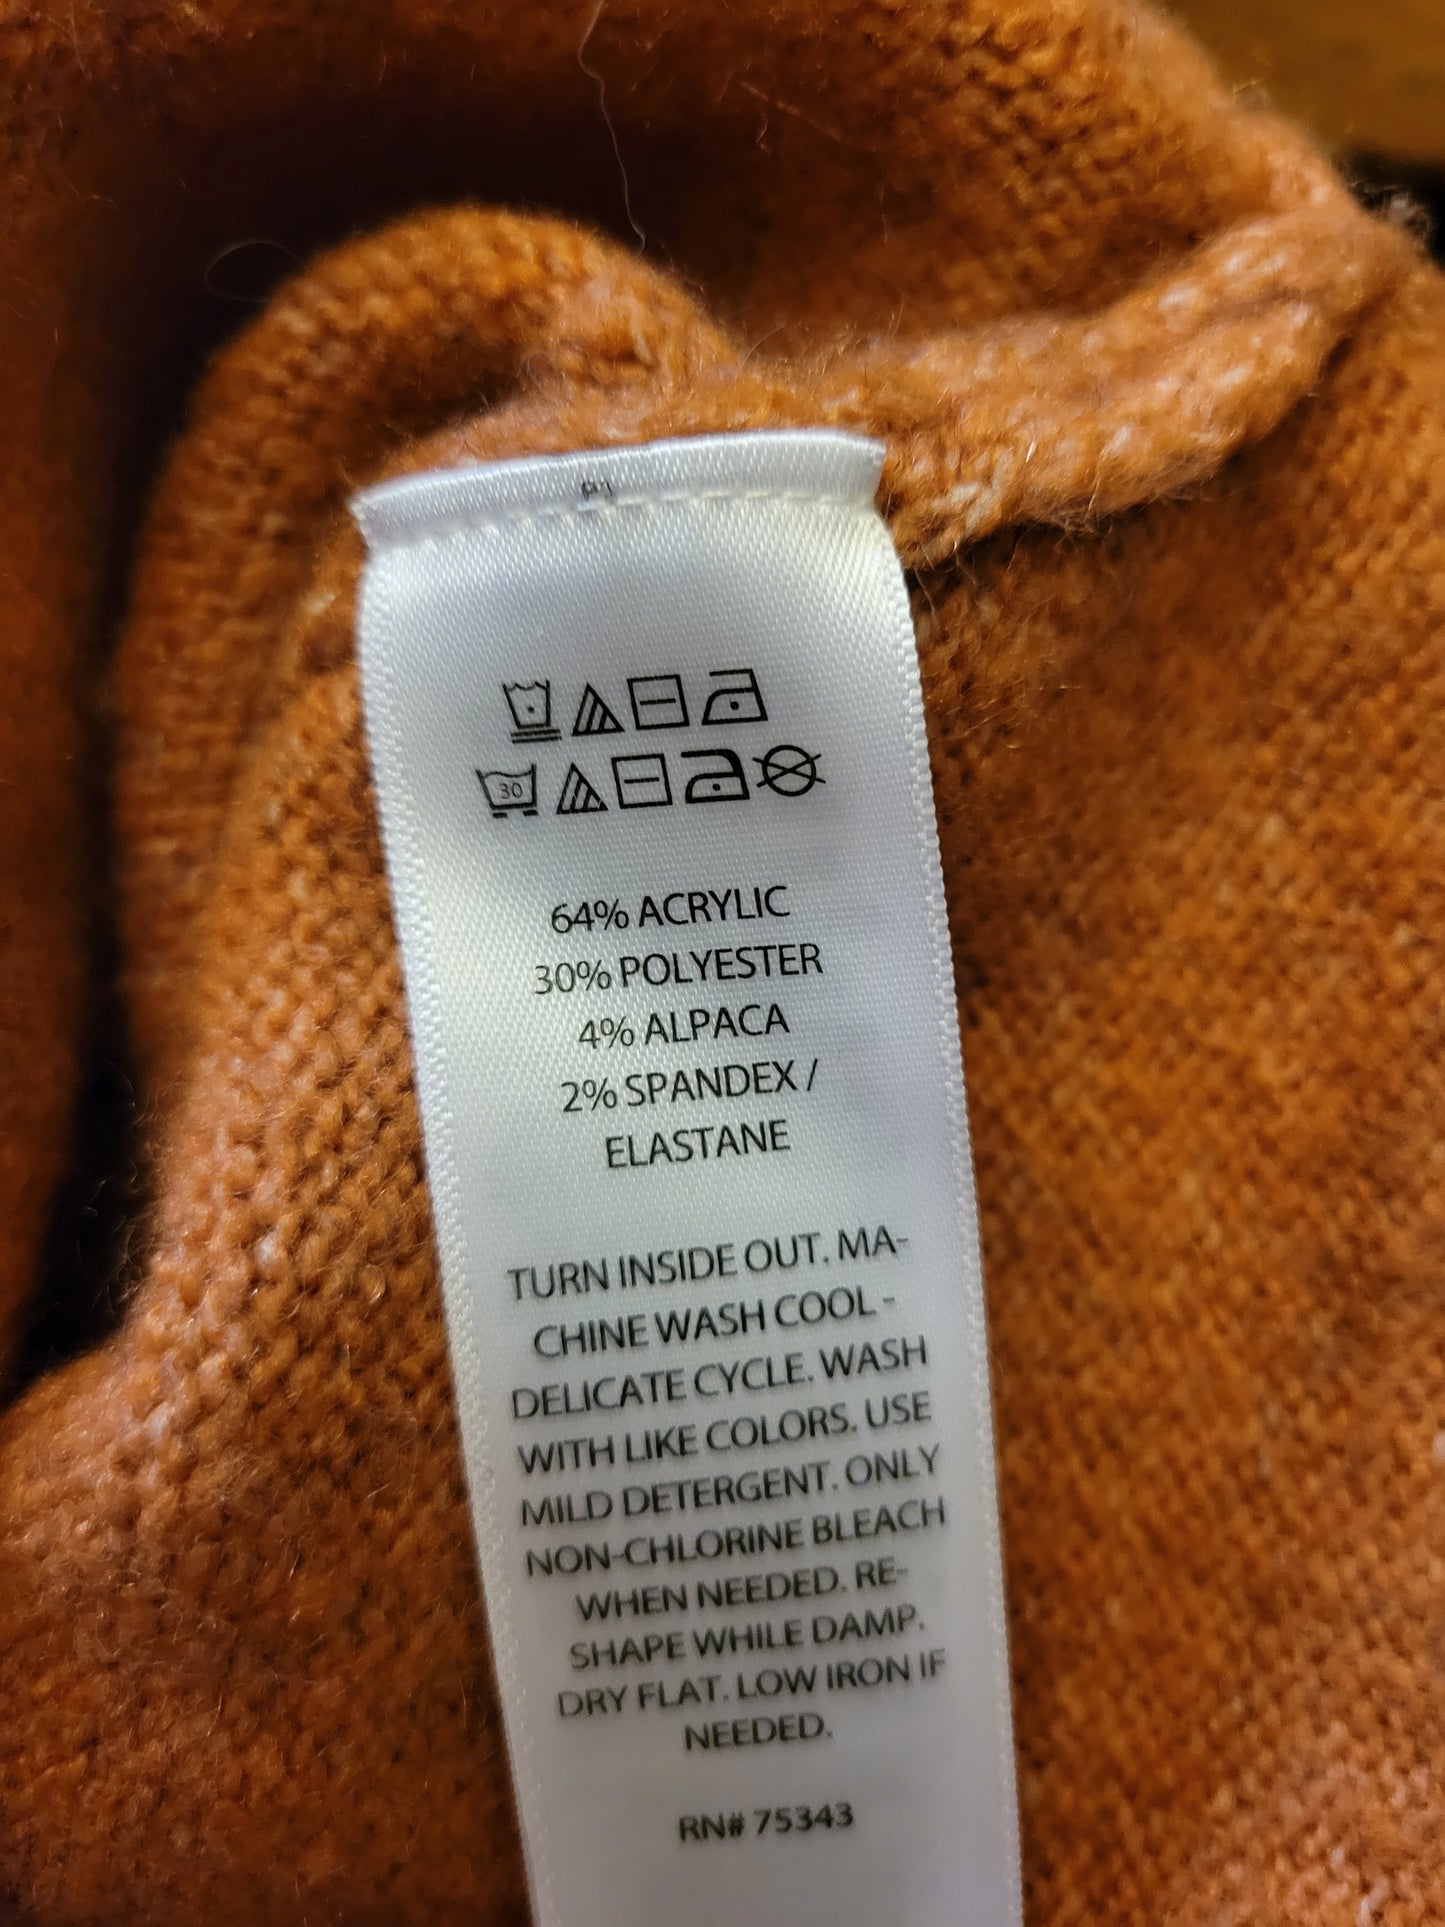 P1
30
64% ACRYLIC
30% POLYESTER
4% ALPACA
2% SPANDEX /
ELASTANE
TURN INSIDE OUT. MA-
CHINE WASH COOL -
DELICATE CYCLE. WASH
WITH LIKE COLORS. USE
MILD DETERGENT. ONLY
NON-CHLORINE BLEACH
WHEN NEEDED. RE-
SHAPE WHILE DAMP.
DRY FLAT. LOW IRON IF
NEEDED.
RN# 75343